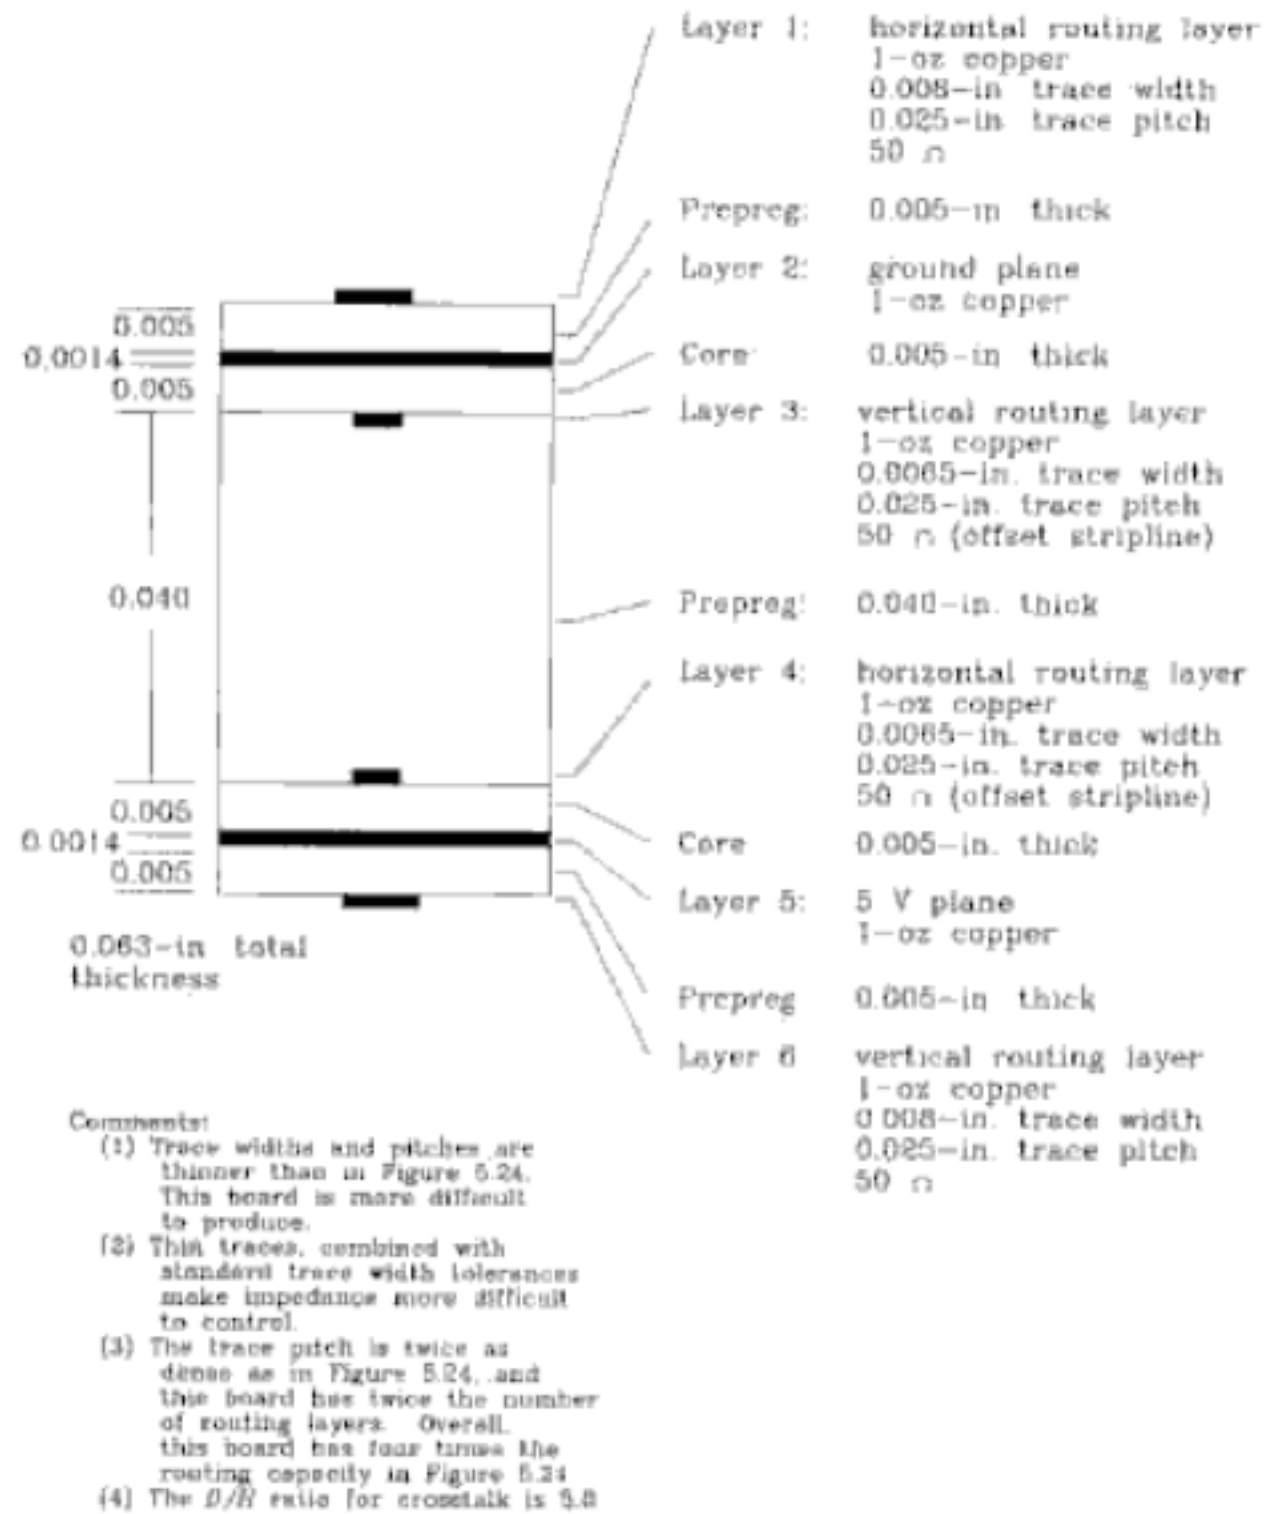 Layer 1: horizontal routing layer
1-oz copper
0.008-in trace width
0.025-in trace pitch
50 Ω
Prepreg: 0.005-in thick
Layer 2: ground plane
1-oz copper
Core 0.005-in thick
Layer 3: vertical routing layer
1-oz copper
0.0065-in. trace width
0.025-in. trace pitch
50 Ω (offset stripline)
Prepreg: 0.040-in. thick
Layer 4: horizontal routing layer
1-oz copper
0.0065-in. trace width
0.025-in. trace pitch
50 Ω (offset stripline)
Core 0.005-in. thick
Layer 5: 5 V plane
1-oz copper
Prepreg 0.005-in thick
Layer 6 vertical routing layer
1-oz copper
0.008-in. trace width
0.025-in. trace pitch
50 Ω
0.005
0.0014
0.005
0.040
0.005
0.0014
0.005
0.063-in total
thickness
Comments:
(1) Trace widths and pitches are
thinner than in Figure 5.24.
This board is more difficult
to produce.
(2) Thin traces, combined with
standard trace width tolerances
make impedance more difficult
to control.
(3) The trace pitch is twice as
dense as in Figure 5.24, and
this board has twice the number
of routing layers. Overall,
this board has four times the
routing capacity in Figure 5.24
(4) The D/H ratio for crosstalk is 5.0